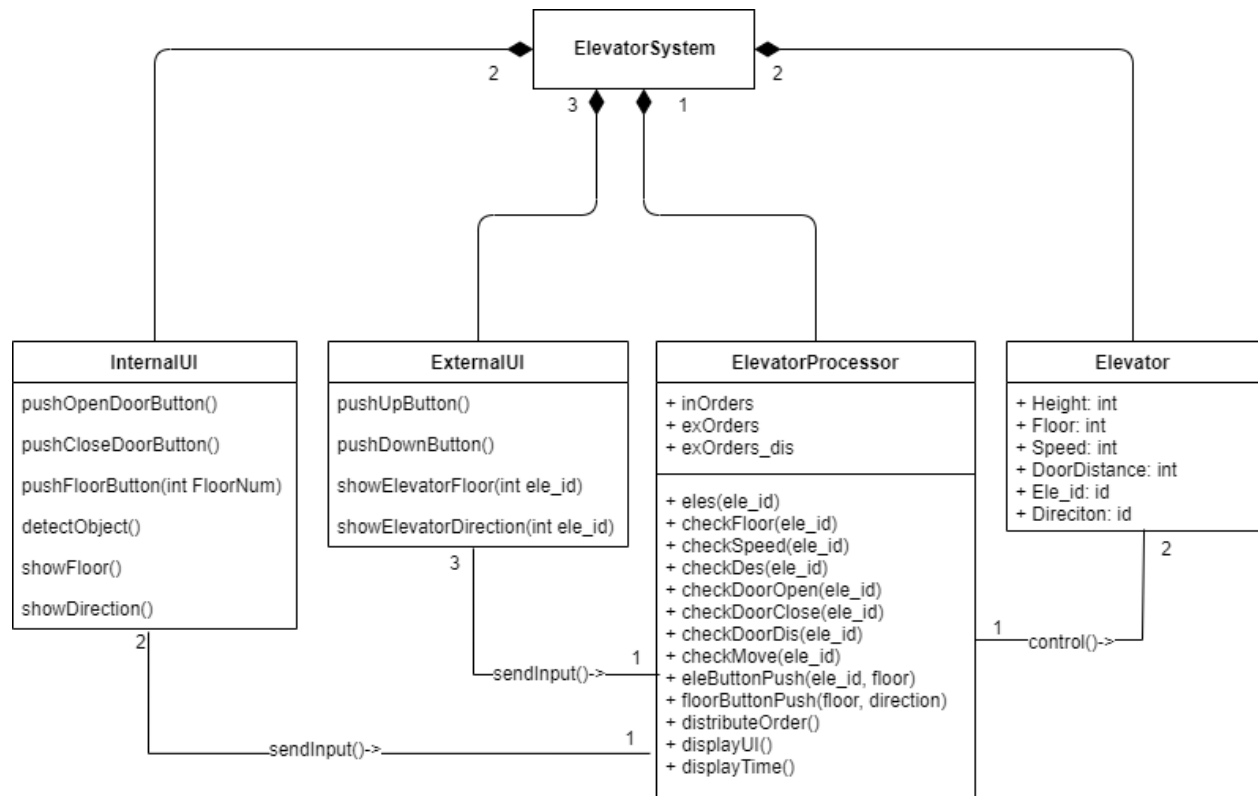 ElevatorSystem
2
3
1
2
InternalUI
pushOpenDoorButton()
pushCloseDoorButton()
pushFloorButton(int FloorNum)
detectObject()
showFloor()
showDirection()
ExternalUI
pushUpButton()
pushDownButton()
showElevatorFloor(int ele_id)
showElevatorDirection(int ele_id)
ElevatorProcessor
+ inOrders
+ exOrders
+ exOrders_dis
+ eles(ele_id)
+ checkFloor(ele_id)
+ checkSpeed(ele_id)
+ checkDes(ele_id)
+ checkDoorOpen(ele_id)
+ checkDoorClose(ele_id)
+ checkDoorDis(ele_id)
+ checkMove(ele_id)
+ eleButtonPush(ele_id, floor)
+ floorButtonPush(floor, direction)
+ distributeOrder()
+ displayUI()
+ displayTime()
Elevator
+ Height: int
+ Floor: int
+ Speed: int
+ DoorDistance: int
+ Ele_id: id
+ Direciton: id
3
sendInput()->
1
2
sendInput()->
1
1
control()->
2